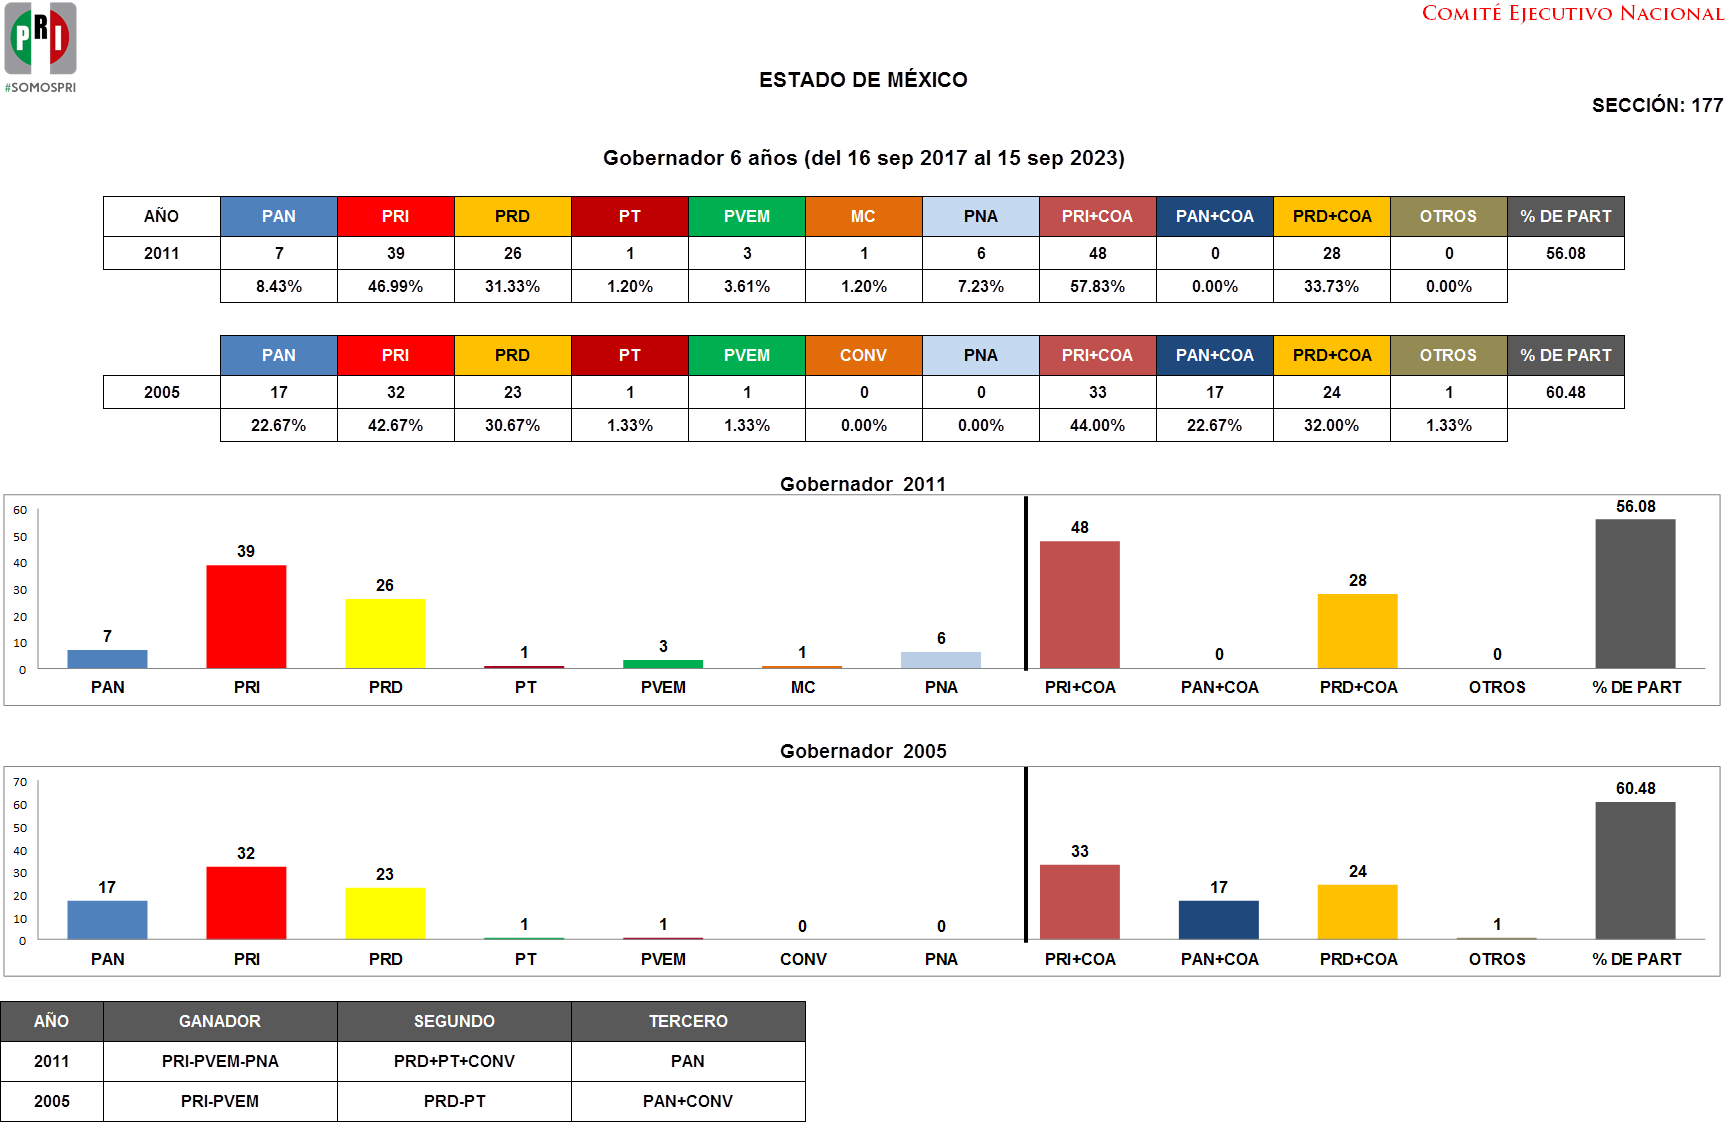 PRI
#SOMOSPRI
COMITÉ EJECUTIVO NACIONAL
ESTADO DE MÉXICO
SECCIÓN: 177
Gobernador 6 años (del 16 sep 2017 al 15 sep 2023)
AÑO PAN PRI PRD PT PVEM MC PNA PRI+COA PAN+COA PRD+COA OTROS % DE PART
2011 7 39 26 1 3 1 6 48 0 28 0 56.08
8.43% 46.99% 31.33% 1.20% 3.61% 1.20% 7.23% 57.83% 0.00% 33.73% 0.00%
PAN PRI PRD PT PVEM CONV PNA PRI+COA PAN+COA PRD+COA OTROS % DE PART
2005 17 32 23 1 1 0 0 33 17 24 1 60.48
22.67% 42.67% 30.67% 1.33% 1.33% 0.00% 0.00% 44.00% 22.67% 32.00% 1.33%
Gobernador 2011
60
50
40
30
20
10
0
7 39 26 1 3 1 6 48 0 28 0 56.08
PAN PRI PRD PT PVEM MC PNA PRI+COA PAN+COA PRD+COA OTROS % DE PART
Gobernador 2005
70
60
50
40
30
20
10
0
17 32 23 1 1 0 0 33 17 24 1 60.48
PAN PRI PRD PT PVEM CONV PNA PRI+COA PAN+COA PRD+COA OTROS % DE PART
AÑO GANADOR SEGUNDO TERCERO
2011 PRI-PVEM-PNA PRD+PT+CONV PAN
2005 PRI-PVEM PRD-PT PAN+CONV